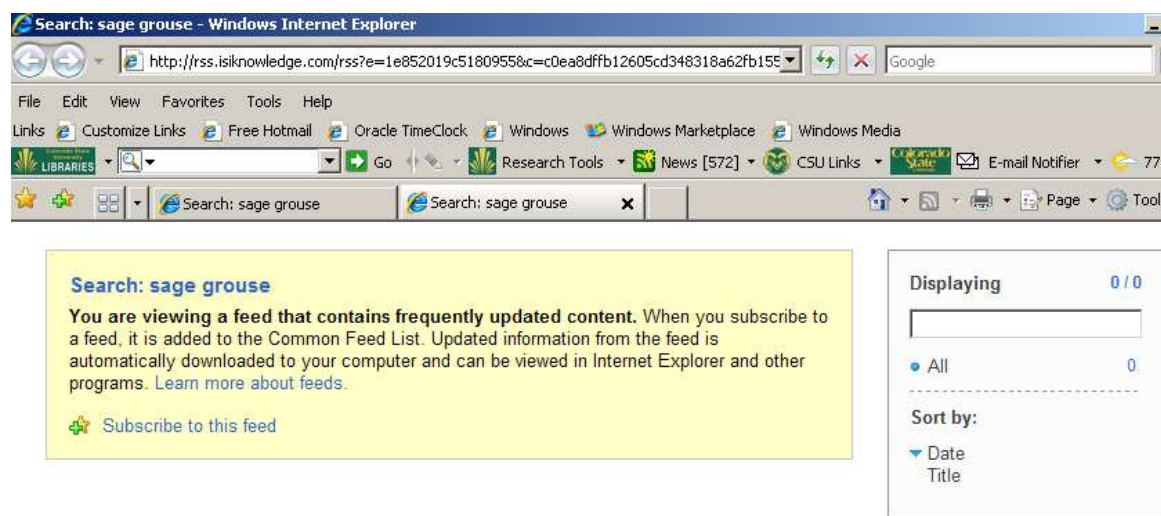 Search: sage grouse - Windows Internet Explorer
http://rss.isiknowledge.com/rss?e=1e852019c5180955&c=c0ea8dffb12605cd348318a62fb155 Google
File Edit View Favorites Tools Help
Links Customize Links Free Hotmail Oracle TimeClock Windows Windows Marketplace Windows Media
LIBRARIES Go Research Tools News [572] CSU Links Colorado State E-mail Notifier 77
Search: sage grouse Search: sage grouse Page Tool
Search: sage grouse
You are viewing a feed that contains frequently updated content. When you subscribe to
a feed, it is added to the Common Feed List. Updated information from the feed is
automatically downloaded to your computer and can be viewed in Internet Explorer and other
programs. Learn more about feeds.
Subscribe to this feed
Displaying 0 / 0
All 0
Sort by:
Date
Title